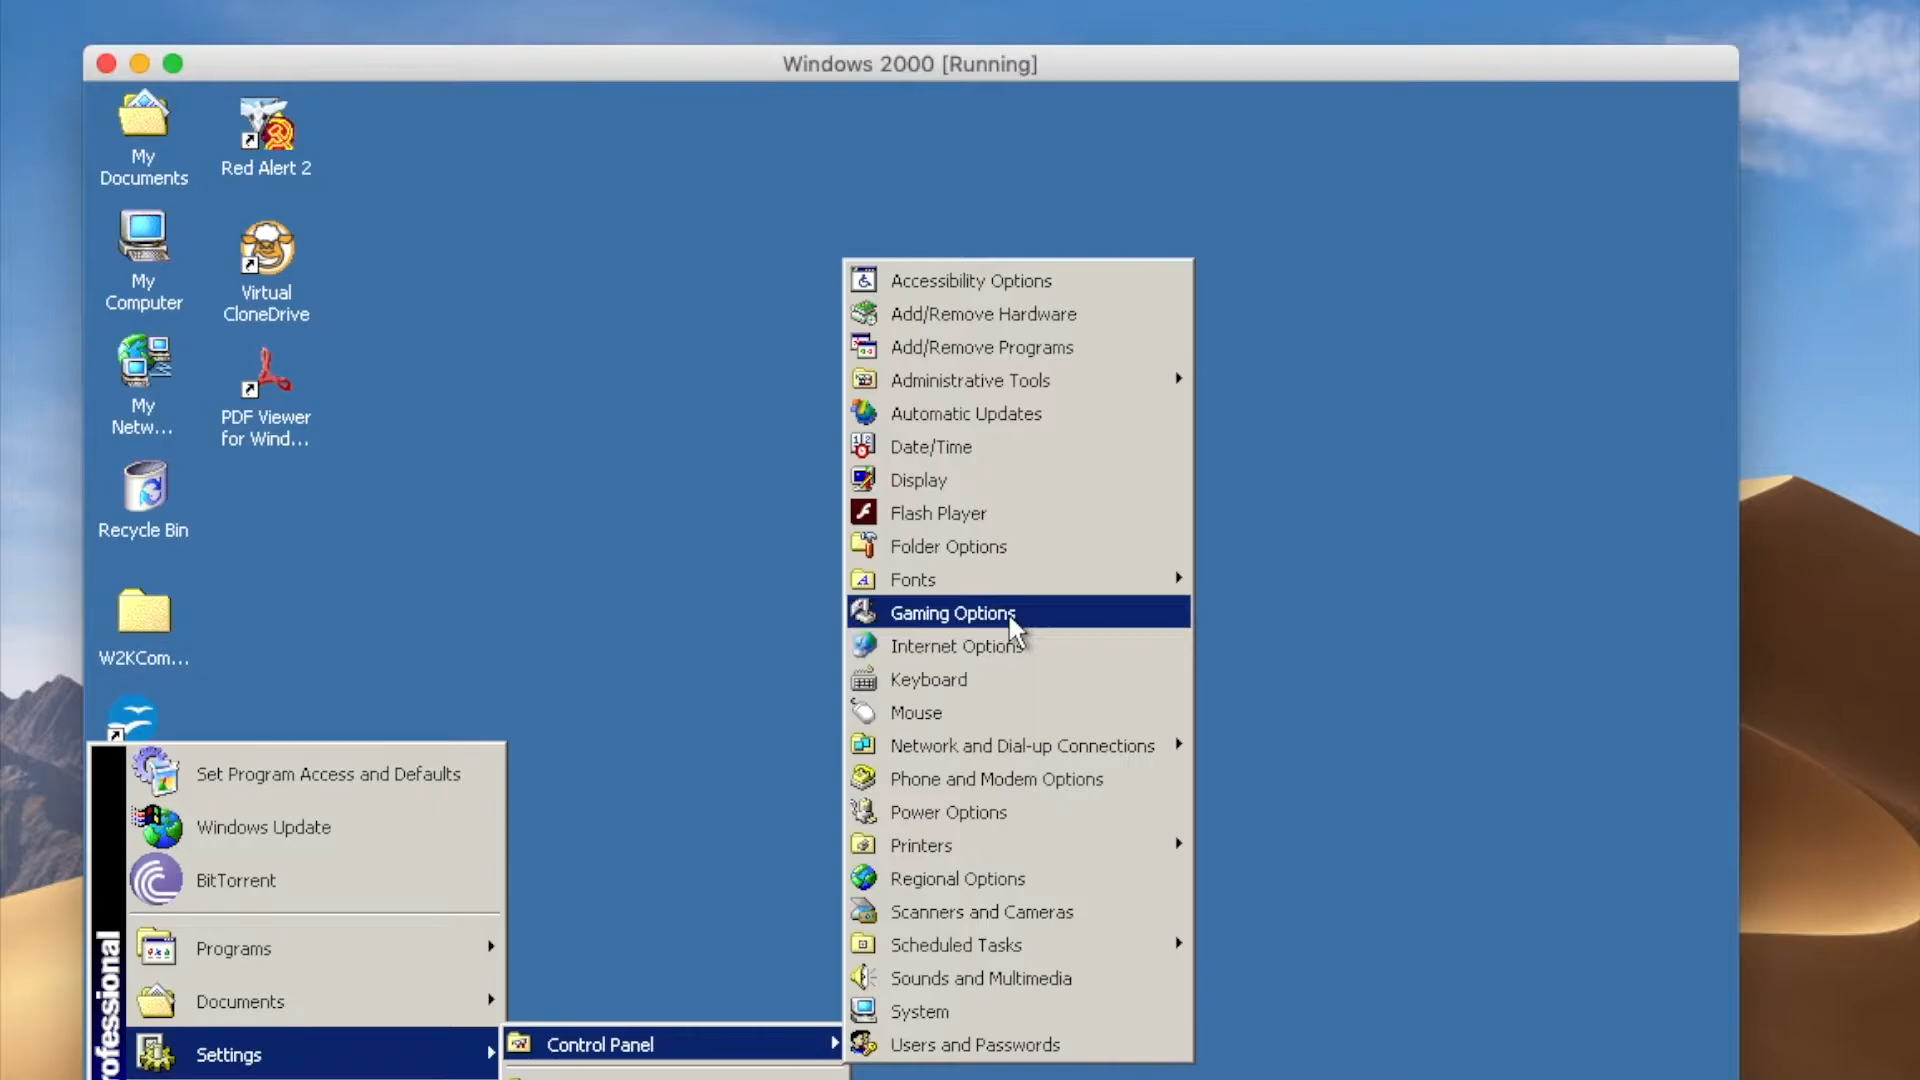 Windows 2000 [Running]
My
Documents
Red Alert 2
My
Computer
Virtual
CloneDrive
My
Netw...
PDF Viewer
for Wind...
Recycle Bin
W2KCom...
Set Program Access and Defaults
Windows Update
BitTorrent
Programs
Documents
Settings
rofessional
Control Panel
Accessibility Options
Add/Remove Hardware
Add/Remove Programs
Administrative Tools
Automatic Updates
Date/Time
Display
Flash Player
Folder Options
Fonts
Gaming Options
Internet Options
Keyboard
Mouse
Network and Dial-up Connections
Phone and Modem Options
Power Options
Printers
Regional Options
Scanners and Cameras
Scheduled Tasks
Sounds and Multimedia
System
Users and Passwords